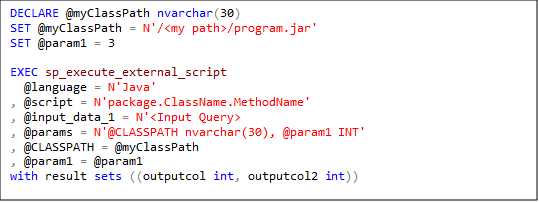 DECLARE @myClassPath nvarchar(30)
SET @myClassPath = N'/<my path>/program.jar'
SET @param1 = 3

EXEC sp_execute_external_script
  @language = N'Java'
, @script = N'package.ClassName.MethodName'
, @input_data_1 = N'<Input Query>
, @params = N'@CLASSPATH nvarchar(30), @param1 INT'
, @CLASSPATH = @myClassPath
, @param1 = @param1
with result sets ((outputcol int, outputcol2 int))